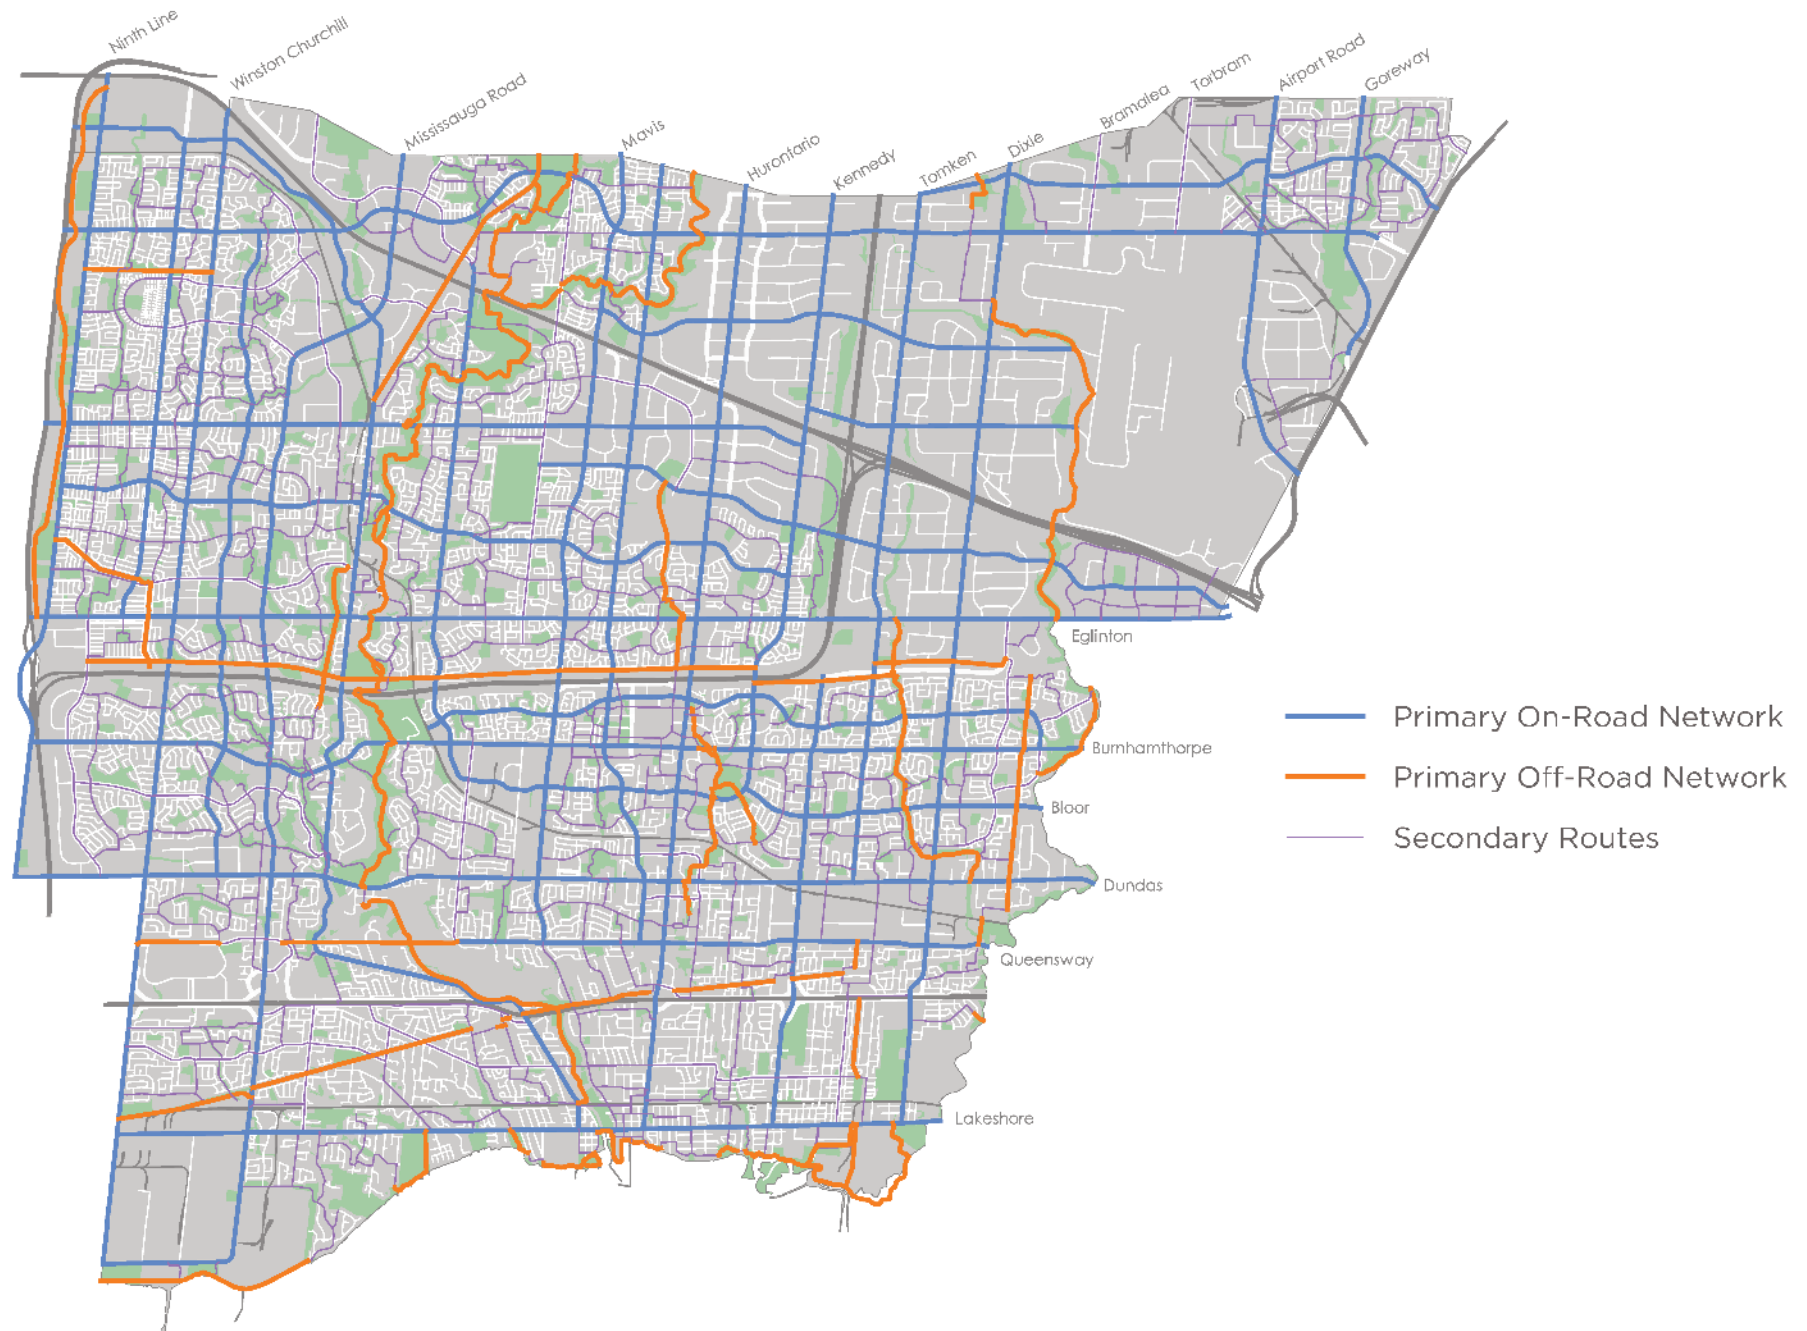 Ninth Line
Winston Churchill
Mississauga Road
Mavis
Hurontario
Kennedy
Tomken
Dixie
Bramalea
Torbram
Airport Road
Goreway
Eglinton
Burnhamthorpe
Bloor
Dundas
Queensway
Lakeshore
Primary On-Road Network
Primary Off-Road Network
Secondary Routes